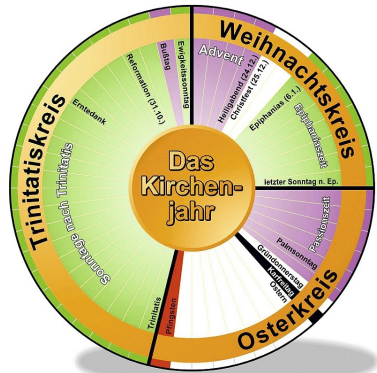 Das
Kirchen-
jahr
Weihnachtskreis
Advent
Heiligabend (24.12.)
Christfest (25.12.)
Epiphanias (6.1.)
Epiphaniaszeit
letzter Sonntag n. Ep.
Osterkreis
Passionszeit
Palmsonntag
Gründonnerstag
Karfreitag
Ostern
Pfingsten
Trinitatiskreis
Trinitatis
Sonntage nach Trinitatis
Erntedank
Reformation (31.10.)
Bußtag
Ewigkeitssonntag